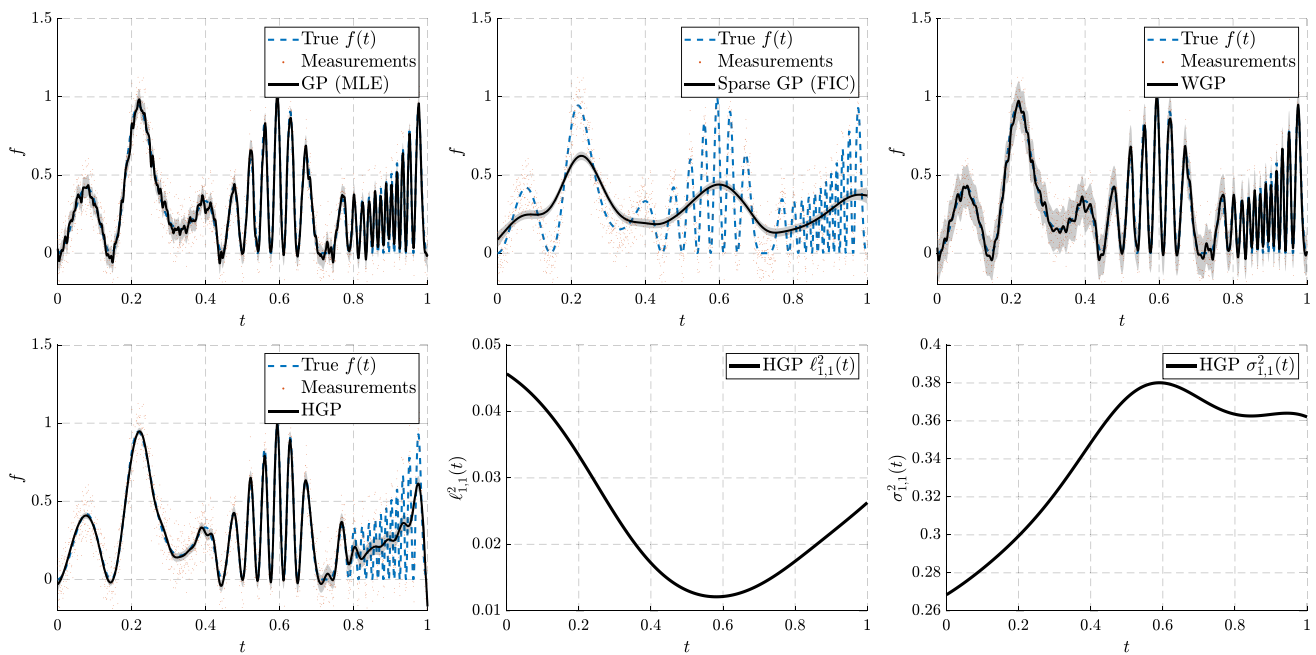 1.5
1
0.5
0
f
0 0.2 0.4 0.6 0.8 1
t
True f(t)
Measurements
GP (MLE)
1.5
1
0.5
0
f
0 0.2 0.4 0.6 0.8 1
t
True f(t)
Measurements
Sparse GP (FIC)
1.5
1
0.5
0
f
0 0.2 0.4 0.6 0.8 1
t
True f(t)
Measurements
WGP
1.5
1
0.5
0
f
0 0.2 0.4 0.6 0.8 1
t
True f(t)
Measurements
HGP
0.05
0.04
0.03
0.02
0.01
ℓ²₁,₁(t)
0 0.2 0.4 0.6 0.8 1
t
HGP ℓ²₁,₁(t)
0.4
0.38
0.36
0.34
0.32
0.3
0.28
0.26
σ²₁,₁(t)
0 0.2 0.4 0.6 0.8 1
t
HGP σ²₁,₁(t)